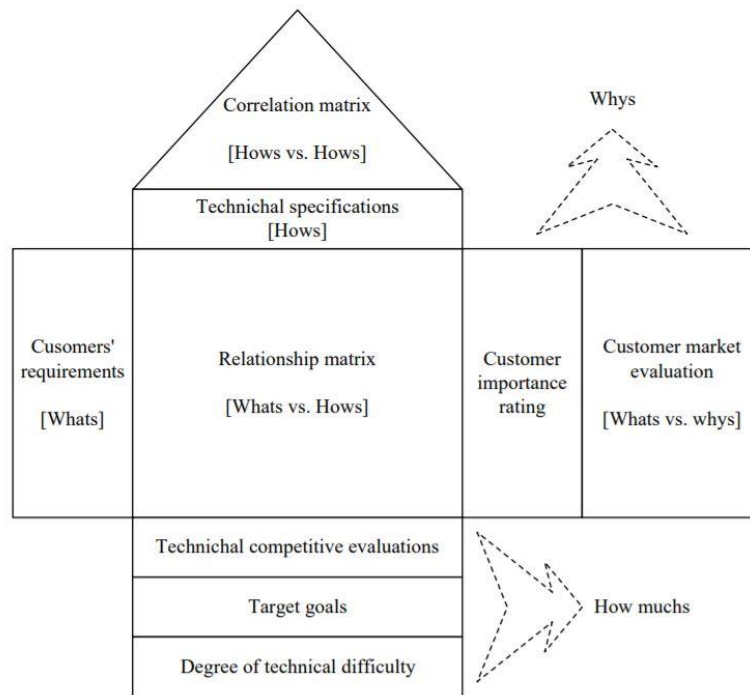 Correlation matrix
[Hows vs. Hows]
Whys
Technichal specifications
[Hows]
Cusomers'
requirements
[Whats]
Relationship matrix
[Whats vs. Hows]
Customer
importance
rating
Customer market
evaluation
[Whats vs. whys]
Technichal competitive evaluations
Target goals
How muchs
Degree of technical difficulty